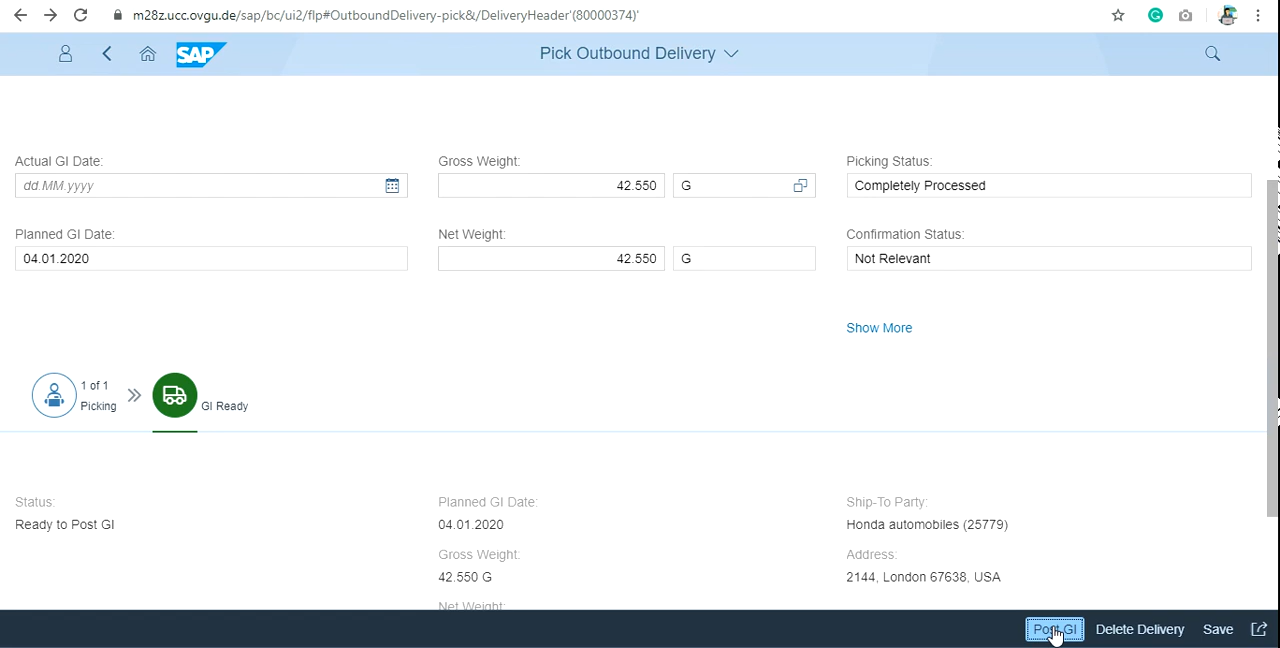 m28z.ucc.ovgu.de/sap/bc/ui2/flp#OutboundDelivery-pick&/DeliveryHeader'(80000374)'
SAP Pick Outbound Delivery
Actual GI Date: Gross Weight: Picking Status:
dd.MM.yyyy 42.550 G Completely Processed
Planned GI Date: Net Weight: Confirmation Status:
04.01.2020 42.550 G Not Relevant
Show More
1 of 1
Picking GI Ready
Status: Planned GI Date: Ship-To Party:
Ready to Post GI 04.01.2020 Honda automobiles (25779)
Gross Weight: Address:
42.550 G 2144, London 67638, USA
Net Weight:
Post GI Delete Delivery Save